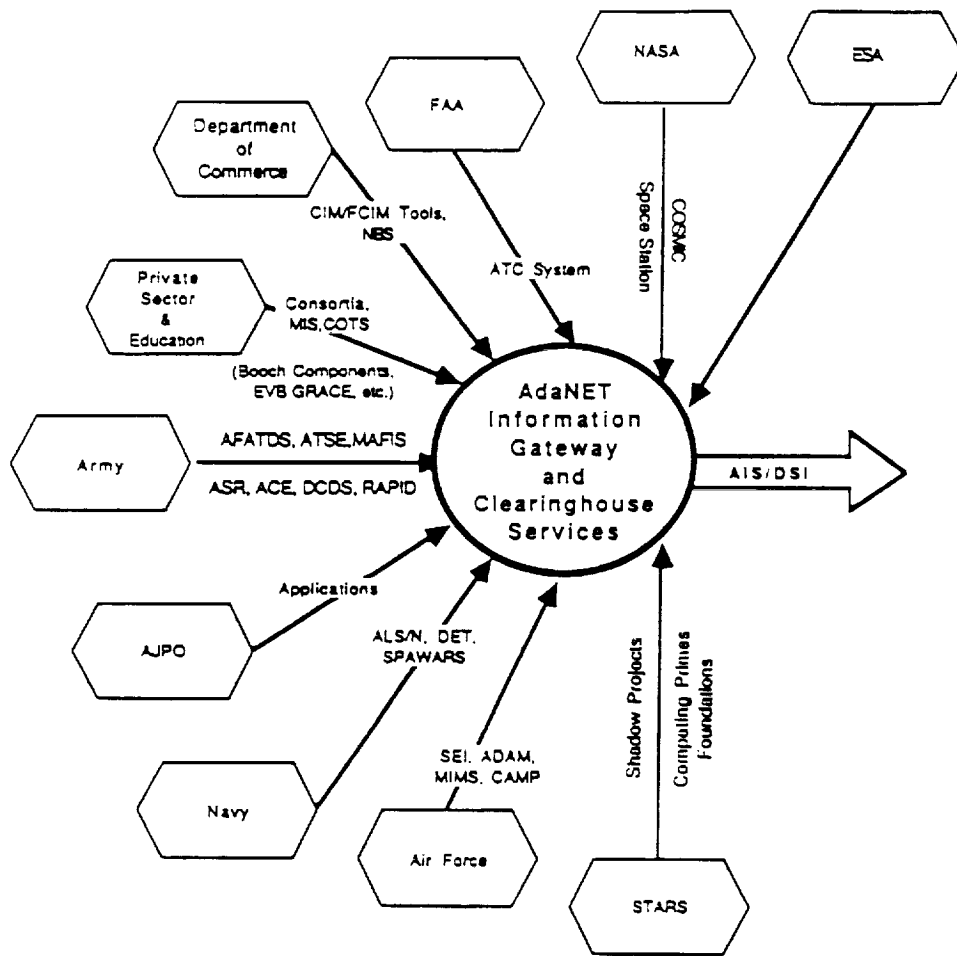 NASA
ESA
FAA
Department
of
Commerce
CIM/FCIM Tools,
NBS
COSMIC
Space Station
ATC System
Private
Sector
&
Education
Consortia,
MIS,COTS
(Booch Components,
EVB GRACE, etc.)
AdaNET
Information
Gateway
and
Clearinghouse
Services
Army
AFATDS, ATSE,MAFIS
ASR, ACE, DCDS, RAPID
AIS/DSI
Applications
AJPO
ALS/N, DET,
SPAWARS
Shadow Projects
Computing Primes
Foundations
SEI, ADAM,
MIMS, CAMP
Navy
Air Force
STARS